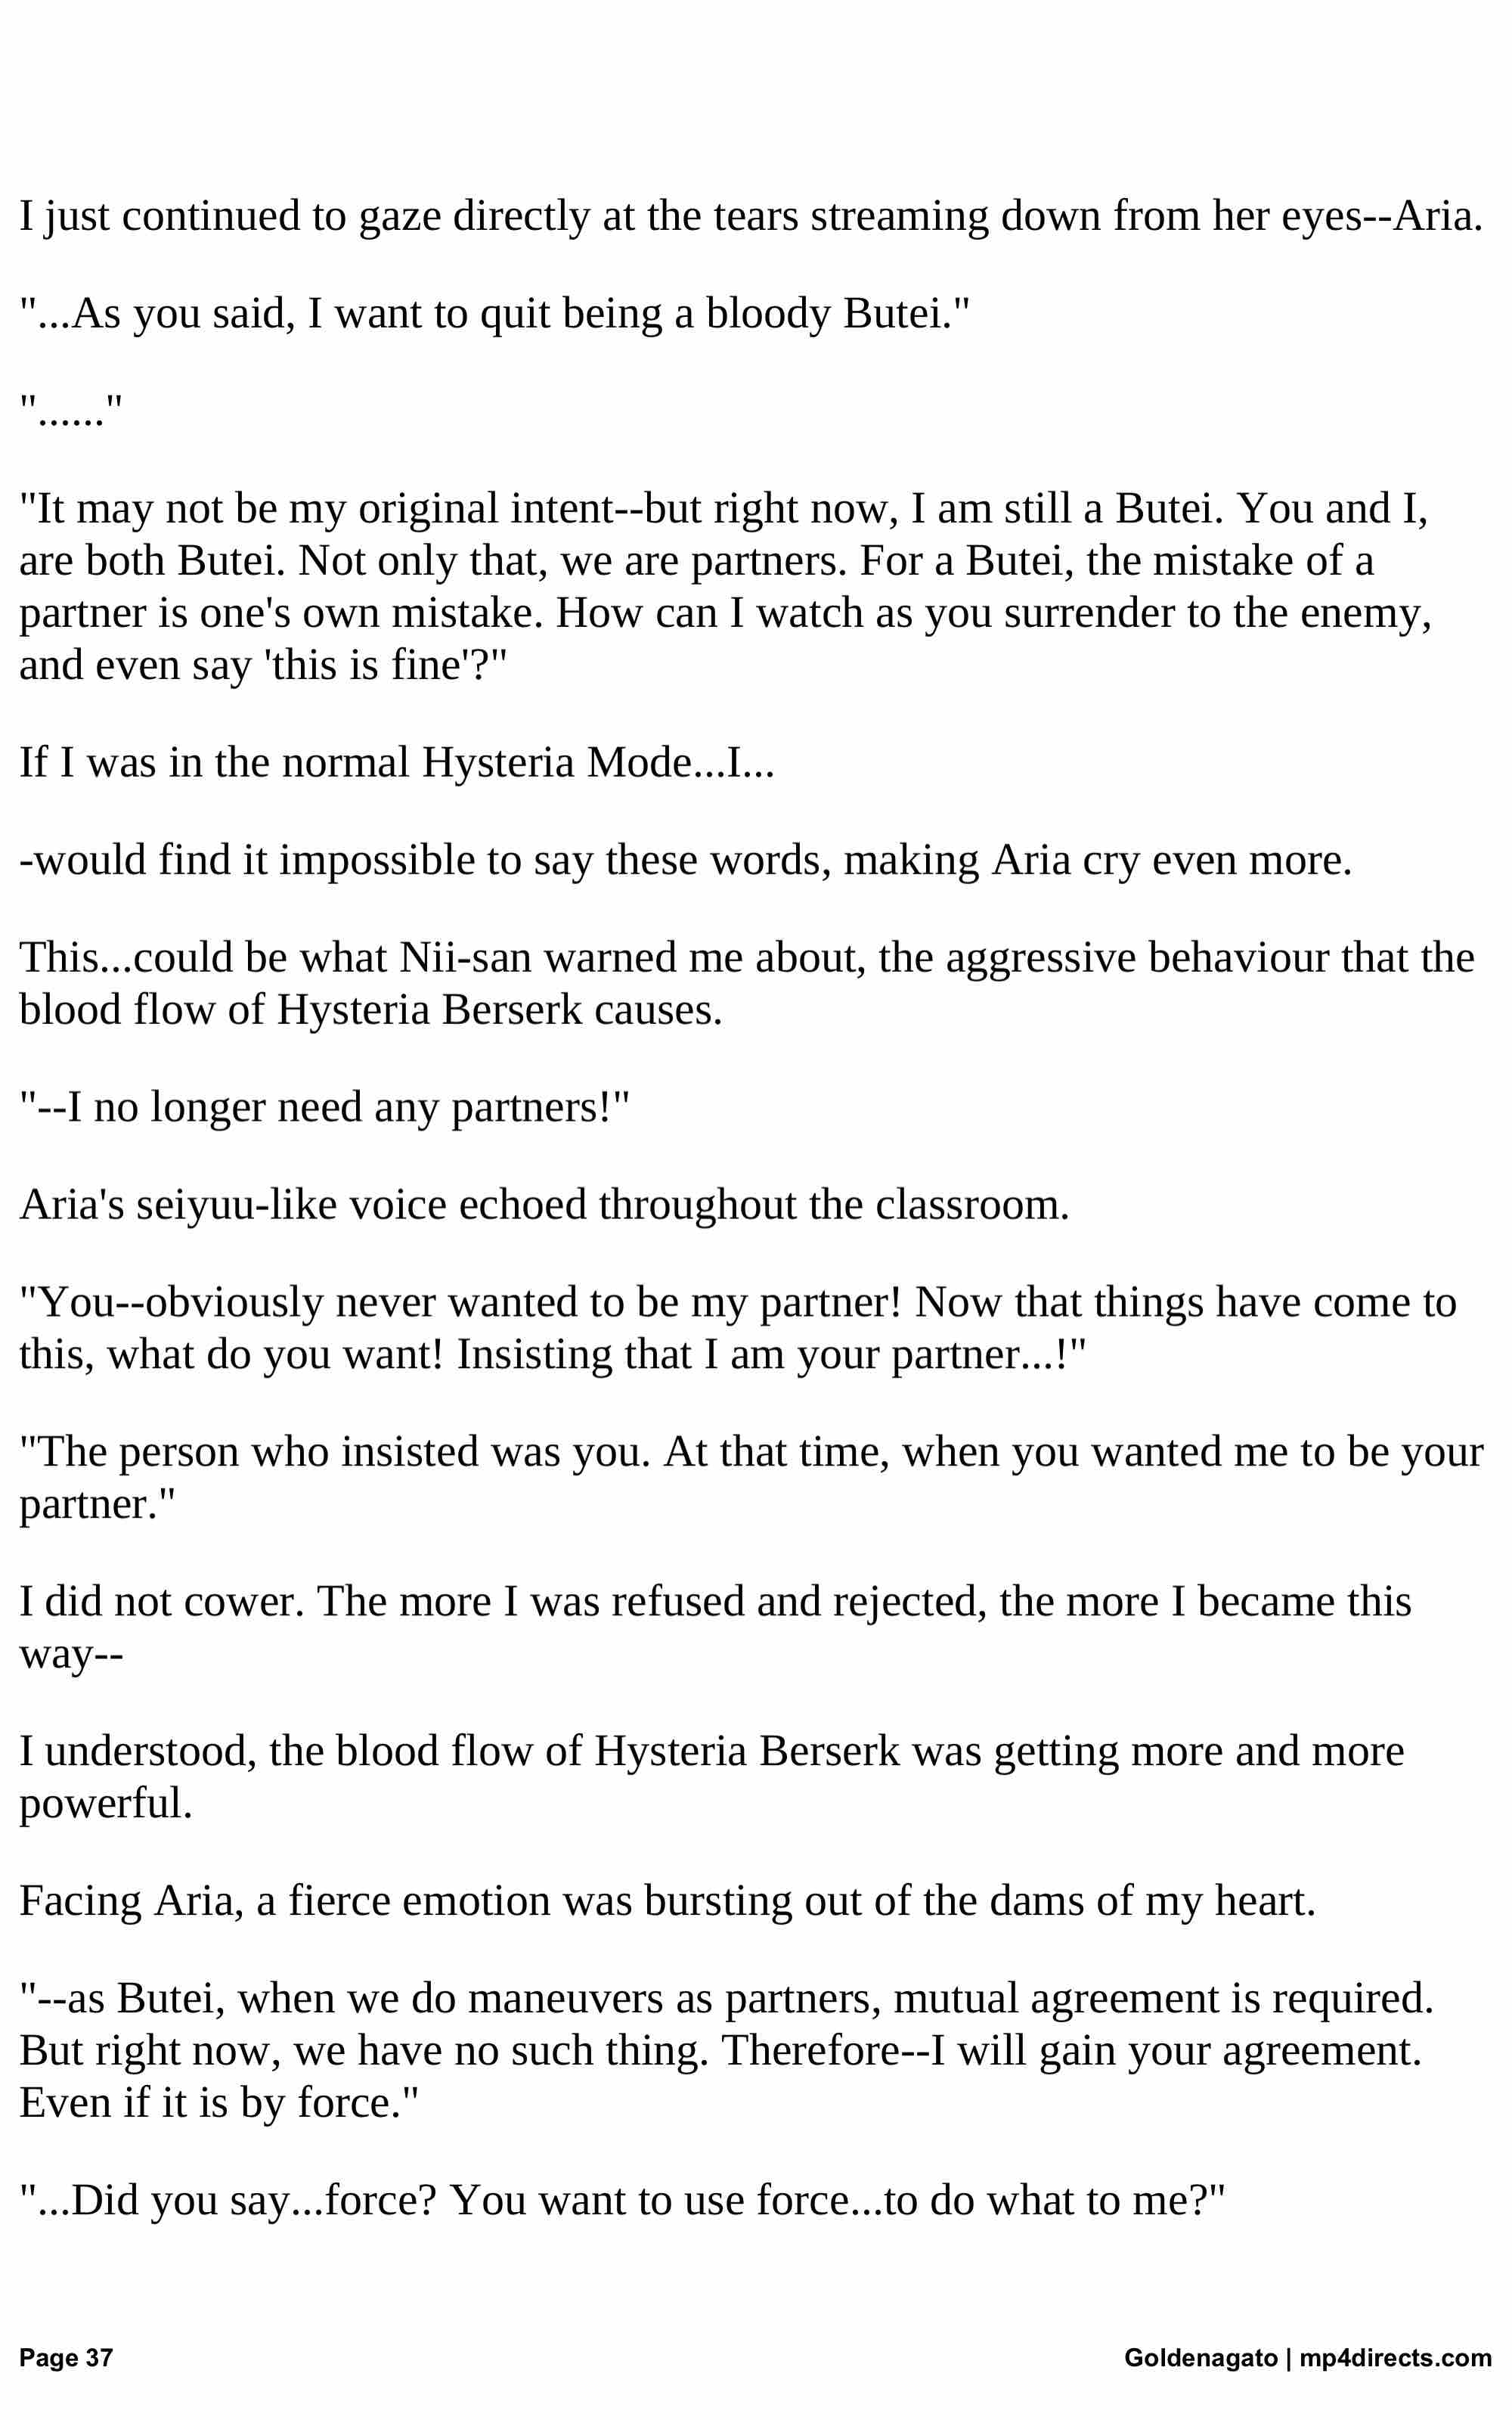 I just continued to gaze directly at the tears streaming down from her eyes--Aria.
"...As you said, I want to quit being a bloody Butei."
"......"
"It may not be my original intent--but right now, I am still a Butei. You and I,
are both Butei. Not only that, we are partners. For a Butei, the mistake of a
partner is one's own mistake. How can I watch as you surrender to the enemy,
and even say 'this is fine'?"
If I was in the normal Hysteria Mode...I...
-would find it impossible to say these words, making Aria cry even more.
This...could be what Nii-san warned me about, the aggressive behaviour that the
blood flow of Hysteria Berserk causes.
"--I no longer need any partners!"
Aria's seiyuu-like voice echoed throughout the classroom.
"You--obviously never wanted to be my partner! Now that things have come to
this, what do you want! Insisting that I am your partner...!"
"The person who insisted was you. At that time, when you wanted me to be your
partner."
I did not cower. The more I was refused and rejected, the more I became this
way--
I understood, the blood flow of Hysteria Berserk was getting more and more
powerful.
Facing Aria, a fierce emotion was bursting out of the dams of my heart.
"--as Butei, when we do maneuvers as partners, mutual agreement is required.
But right now, we have no such thing. Therefore--I will gain your agreement.
Even if it is by force."
"...Did you say...force? You want to use force...to do what to me?"
Page 37
Goldenagato | mp4directs.com